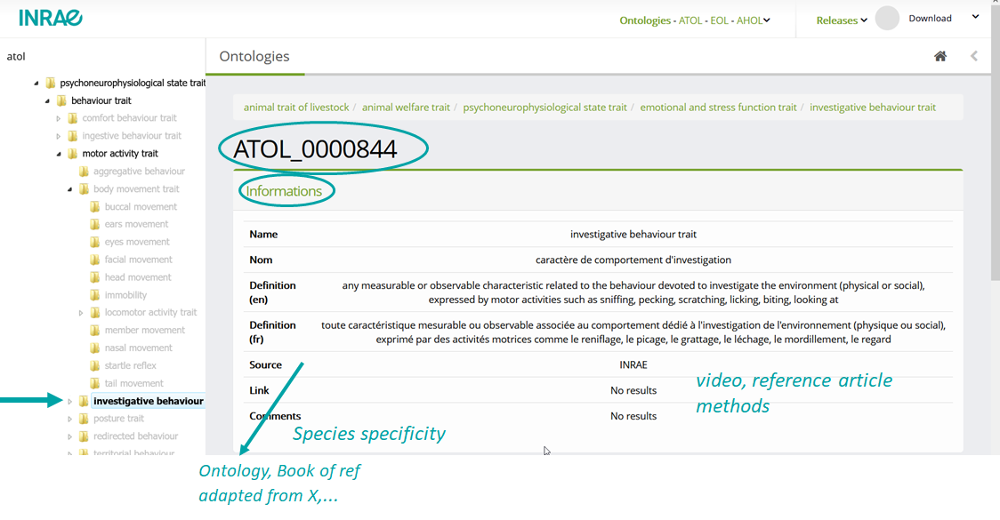 INRAE
Ontologies - ATOL - EOL - AHOL
Releases
Download
atol
psychoneurophysiological state trait
behaviour trait
comfort behaviour trait
ingestive behaviour trait
motor activity trait
aggregative behaviour
body movement trait
buccal movement
ears movement
eyes movement
facial movement
head movement
immobility
locomotor activity trait
member movement
nasal movement
startle reflex
tail movement
investigative behaviour
posture trait
redirected behaviour
territorial behaviour
Ontologies
animal trait of livestock / animal welfare trait / psychoneurophysiological state trait / emotional and stress function trait / investigative behaviour trait
ATOL_0000844
Informations
Name investigative behaviour trait
Nom caractère de comportement d'investigation
Definition (en) any measurable or observable characteristic related to the behaviour devoted to investigate the environment (physical or social),
expressed by motor activities such as sniffing, pecking, scratching, licking, biting, looking at
Definition (fr) toute caractéristique mesurable ou observable associée au comportement dédié à l'investigation de l'environnement (physique ou social),
exprimé par des activités motrices comme le reniflage, le picage, le grattage, le léchage, le mordillement, le regard
Source INRAE
Link No results
Comments No results
video, reference article
methods
Species specificity
Ontology, Book of ref
adapted from X,...